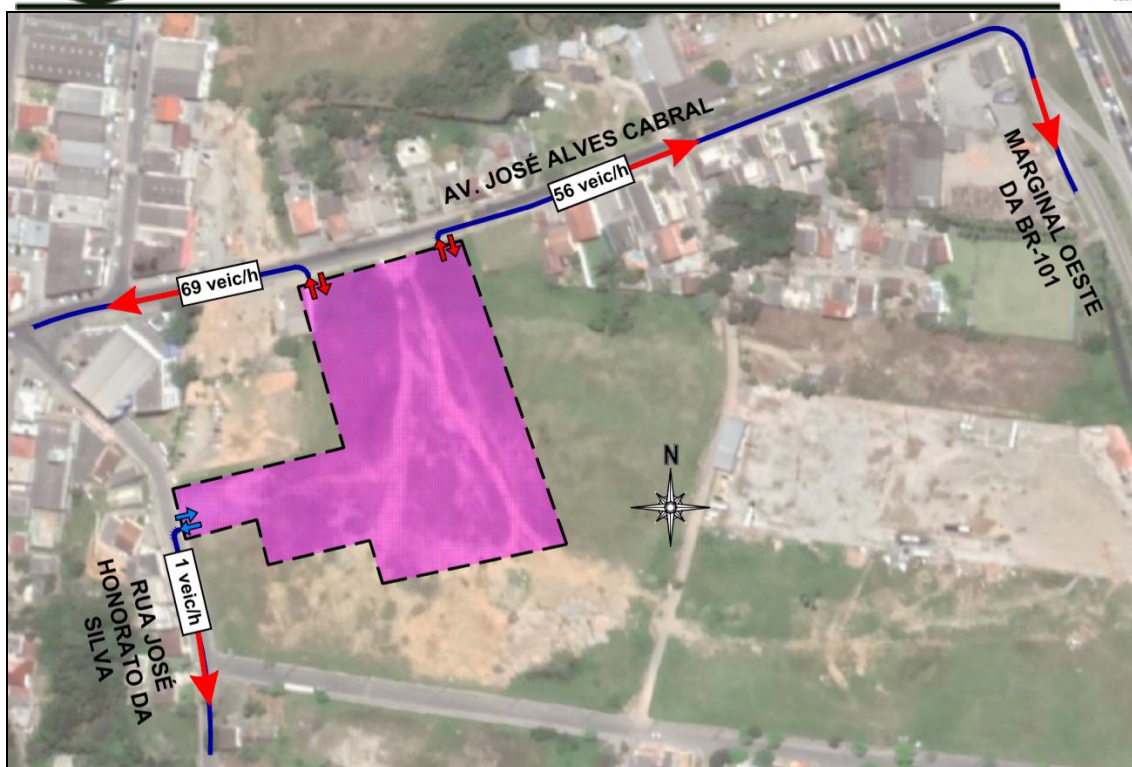 AV. JOSÉ ALVES CABRAL
56 veic/h
MARGINAL OESTE
DA BR-101
69 veic/h
N
1 veic/h
RUA JOSÉ
HONORATO DA
SILVA